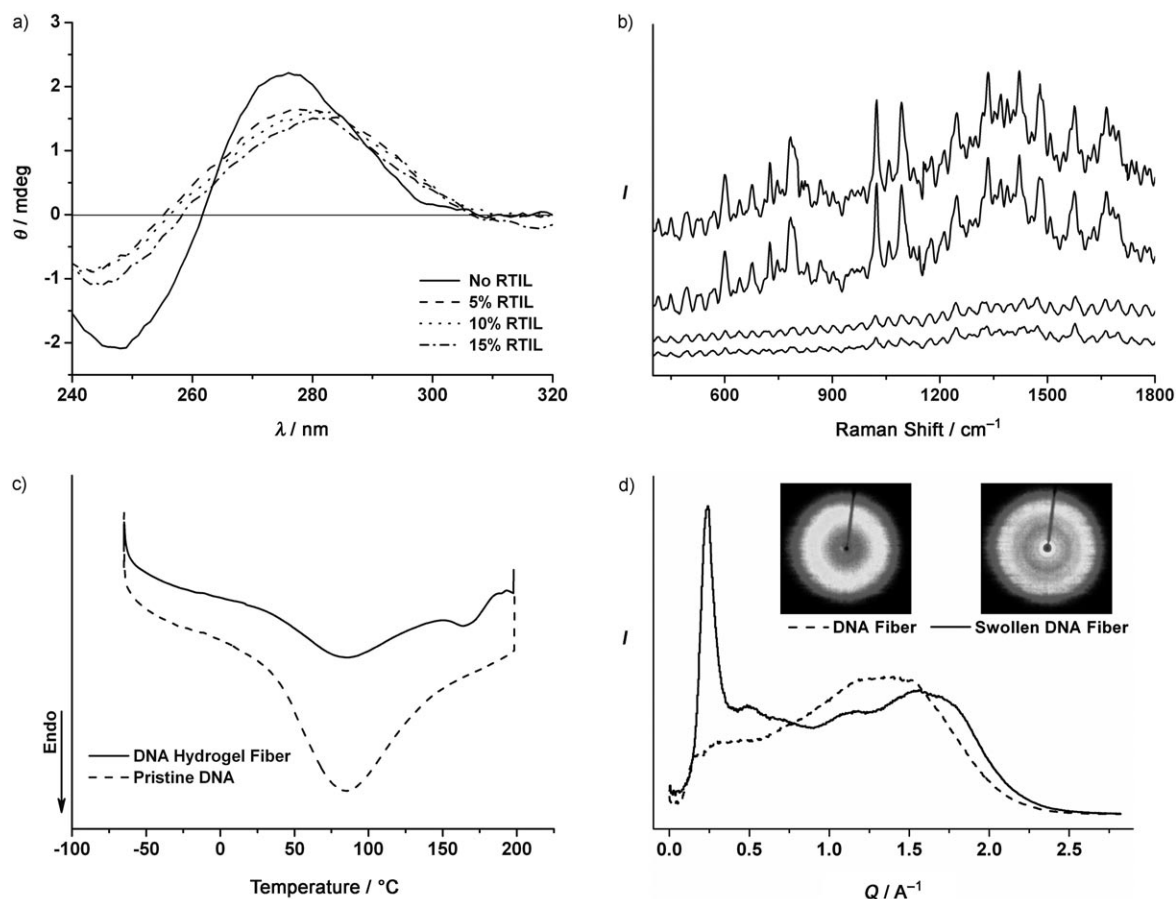 a)
3
2
1
0
-1
-2
240
260
280
300
320
θ / mdeg
λ / nm
No RTIL
5% RTIL
10% RTIL
15% RTIL
b)
I
600
900
1200
1500
1800
Raman Shift / cm⁻¹
c)
Endo
DNA Hydrogel Fiber
Pristine DNA
-100
-50
0
50
100
150
200
Temperature / °C
d)
I
DNA Fiber
Swollen DNA Fiber
0.0
0.5
1.0
1.5
2.0
2.5
Q / A⁻¹